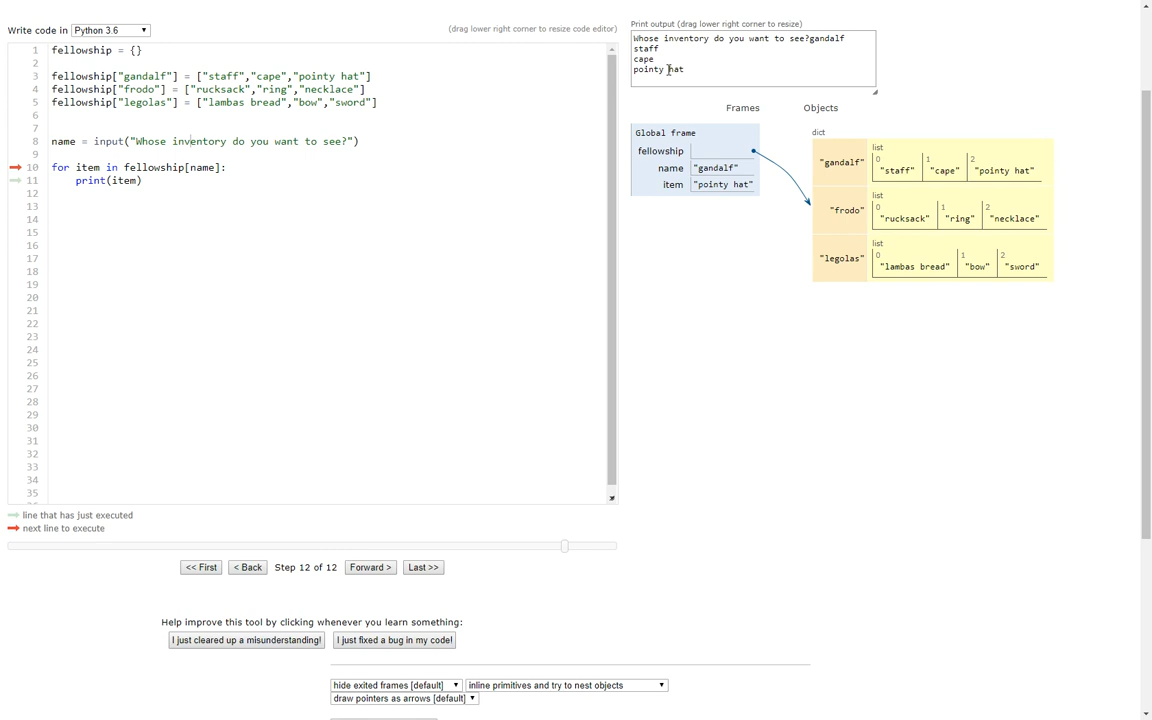 Write code in Python 3.6
(drag lower right corner to resize code editor)
1 fellowship = {}
2
3 fellowship["gandalf"] = ["staff","cape","pointy hat"]
4 fellowship["frodo"] = ["rucksack","ring","necklace"]
5 fellowship["legolas"] = ["lambas bread","bow","sword"]
6
7
8 name = input("Whose inventory do you want to see?")
9
10 for item in fellowship[name]:
11 print(item)
12
13
14
15
16
17
18
19
20
21
22
23
24
25
26
27
28
29
30
31
32
33
34
35
line that has just executed
next line to execute
<< First < Back Step 12 of 12 Forward > Last >>
Help improve this tool by clicking whenever you learn something:
I just cleared up a misunderstanding! I just fixed a bug in my code!
hide exited frames [default] inline primitives and try to nest objects
draw pointers as arrows [default]
Print output (drag lower right corner to resize)
Whose inventory do you want to see?gandalf
staff
cape
pointy hat
Frames Objects
Global frame
fellowship
name "gandalf"
item "pointy hat"
dict
"gandalf" list
0 "staff" 1 "cape" 2 "pointy hat"
"frodo" list
0 "rucksack" 1 "ring" 2 "necklace"
"legolas" list
0 "lambas bread" 1 "bow" 2 "sword"